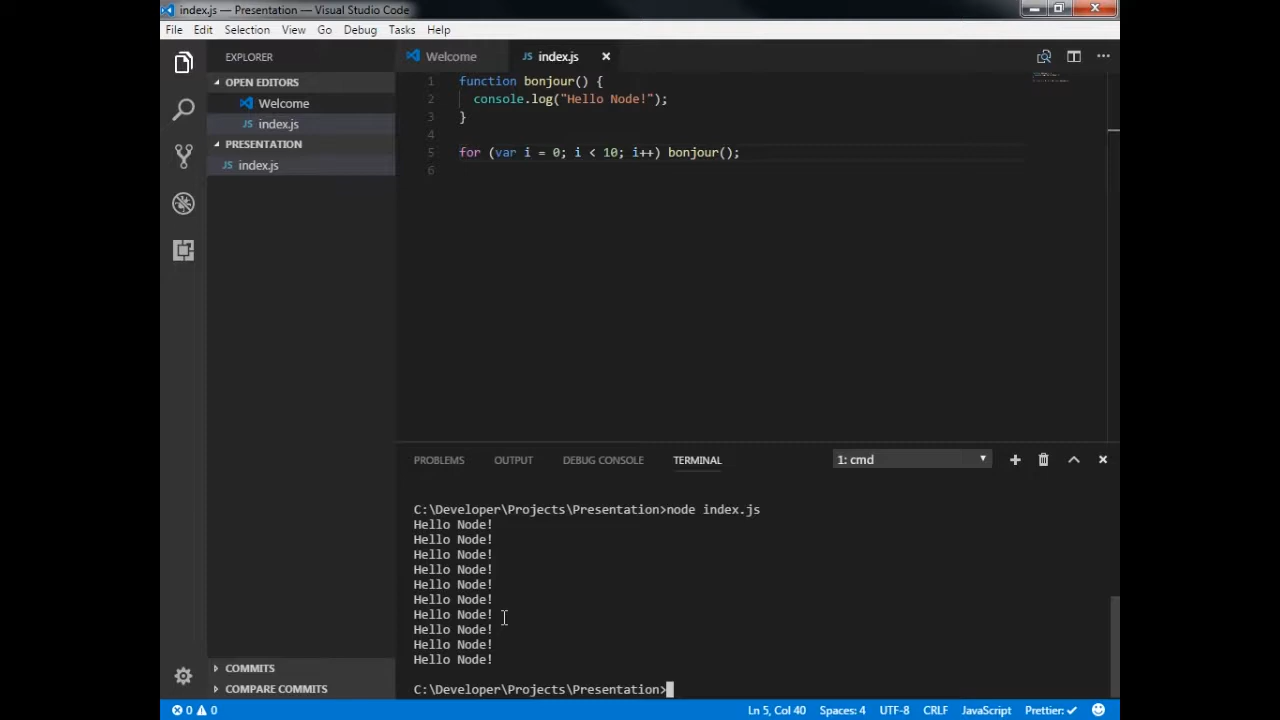 index.js — Presentation — Visual Studio Code
File Edit Selection View Go Debug Tasks Help
EXPLORER
OPEN EDITORS
Welcome
index.js
PRESENTATION
JS index.js
COMMITS
COMPARE COMMITS
Welcome JS index.js
1 function bonjour() {
2 console.log("Hello Node!");
3 }
4
5 for (var i = 0; i < 10; i++) bonjour();
6
PROBLEMS OUTPUT DEBUG CONSOLE TERMINAL 1: cmd
C:\Developer\Projects\Presentation>node index.js
Hello Node!
Hello Node!
Hello Node!
Hello Node!
Hello Node!
Hello Node!
Hello Node!
Hello Node!
Hello Node!
Hello Node!
C:\Developer\Projects\Presentation>
0 0 Ln 5, Col 40 Spaces: 4 UTF-8 CRLF JavaScript Prettier: ✓